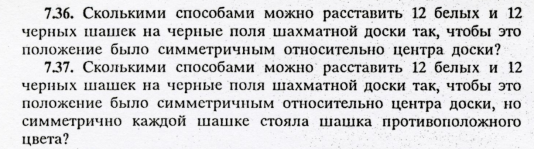 7.36. Сколькими способами можно расставить 12 белых и 12
черных шашек на черные поля шахматной доски так, чтобы это
положение было симметричным относительно центра доски?
7.37. Сколькими способами можно расставить 12 белых и 12
черных шашек на черные поля шахматной доски так, чтобы это
положение было симметричным относительно центра доски, но
симметрично каждой шашке стояла шашка противоположного
цвета?